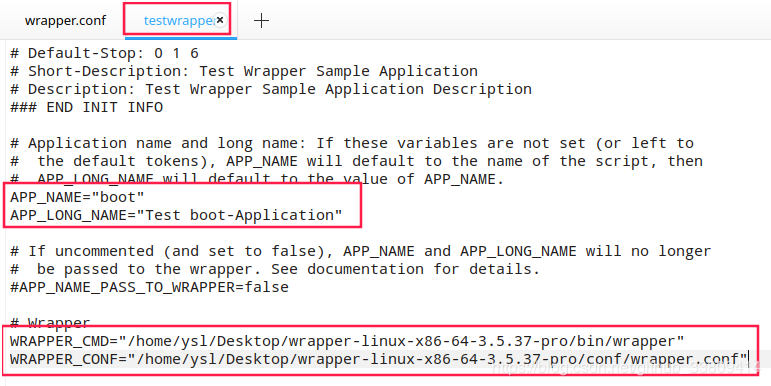 wrapper.conf testwrapper
# Default-Stop: 0 1 6
# Short-Description: Test Wrapper Sample Application
# Description: Test Wrapper Sample Application Description
### END INIT INFO
# Application name and long name: If these variables are not set (or left to
#  the default tokens), APP_NAME will default to the name of the script, then
#  APP_LONG_NAME will default to the value of APP_NAME.
APP_NAME="boot"
APP_LONG_NAME="Test boot-Application"
# If uncommented (and set to false), APP_NAME and APP_LONG_NAME will no longer
#  be passed to the wrapper. See documentation for details.
#APP_NAME_PASS_TO_WRAPPER=false
# Wrapper
WRAPPER_CMD="/home/ysl/Desktop/wrapper-linux-x86-64-3.5.37-pro/bin/wrapper"
WRAPPER_CONF="/home/ysl/Desktop/wrapper-linux-x86-64-3.5.37-pro/conf/wrapper.conf"